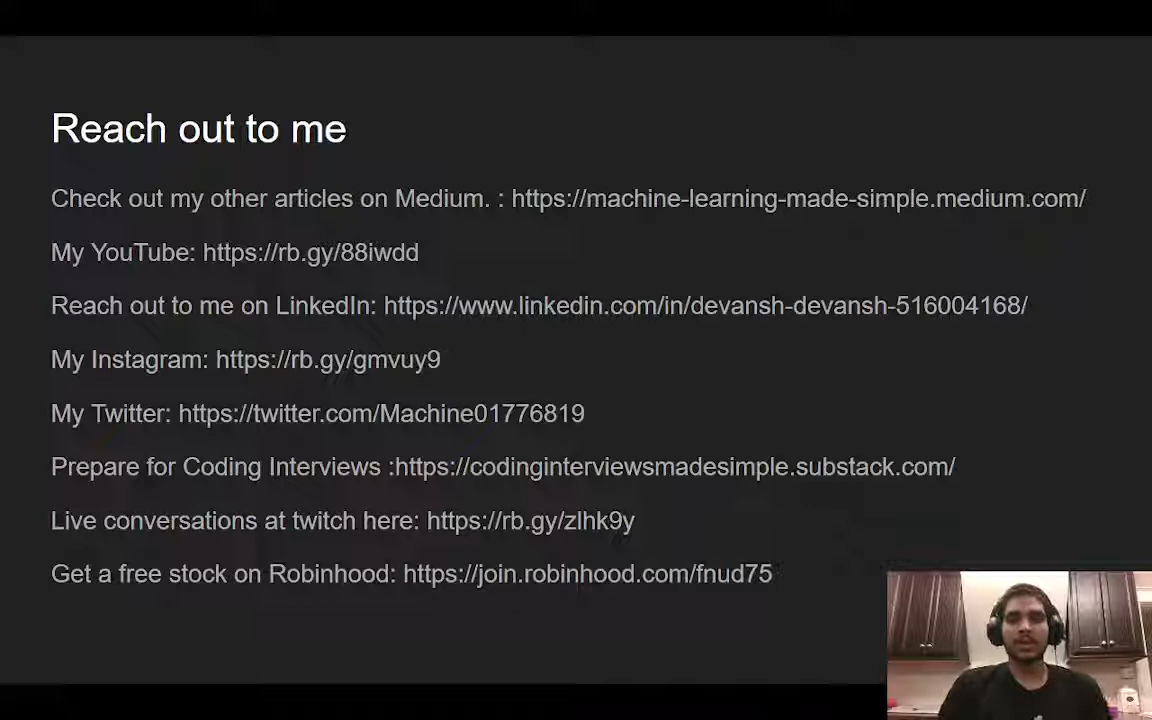 Reach out to me
Check out my other articles on Medium. : https://machine-learning-made-simple.medium.com/
My YouTube: https://rb.gy/88iwdd
Reach out to me on LinkedIn: https://www.linkedin.com/in/devansh-devansh-516004168/
My Instagram: https://rb.gy/gmvuy9
My Twitter: https://twitter.com/Machine01776819
Prepare for Coding Interviews :https://codinginterviewsmadesimple.substack.com/
Live conversations at twitch here: https://rb.gy/zlhk9y
Get a free stock on Robinhood: https://join.robinhood.com/fnud75